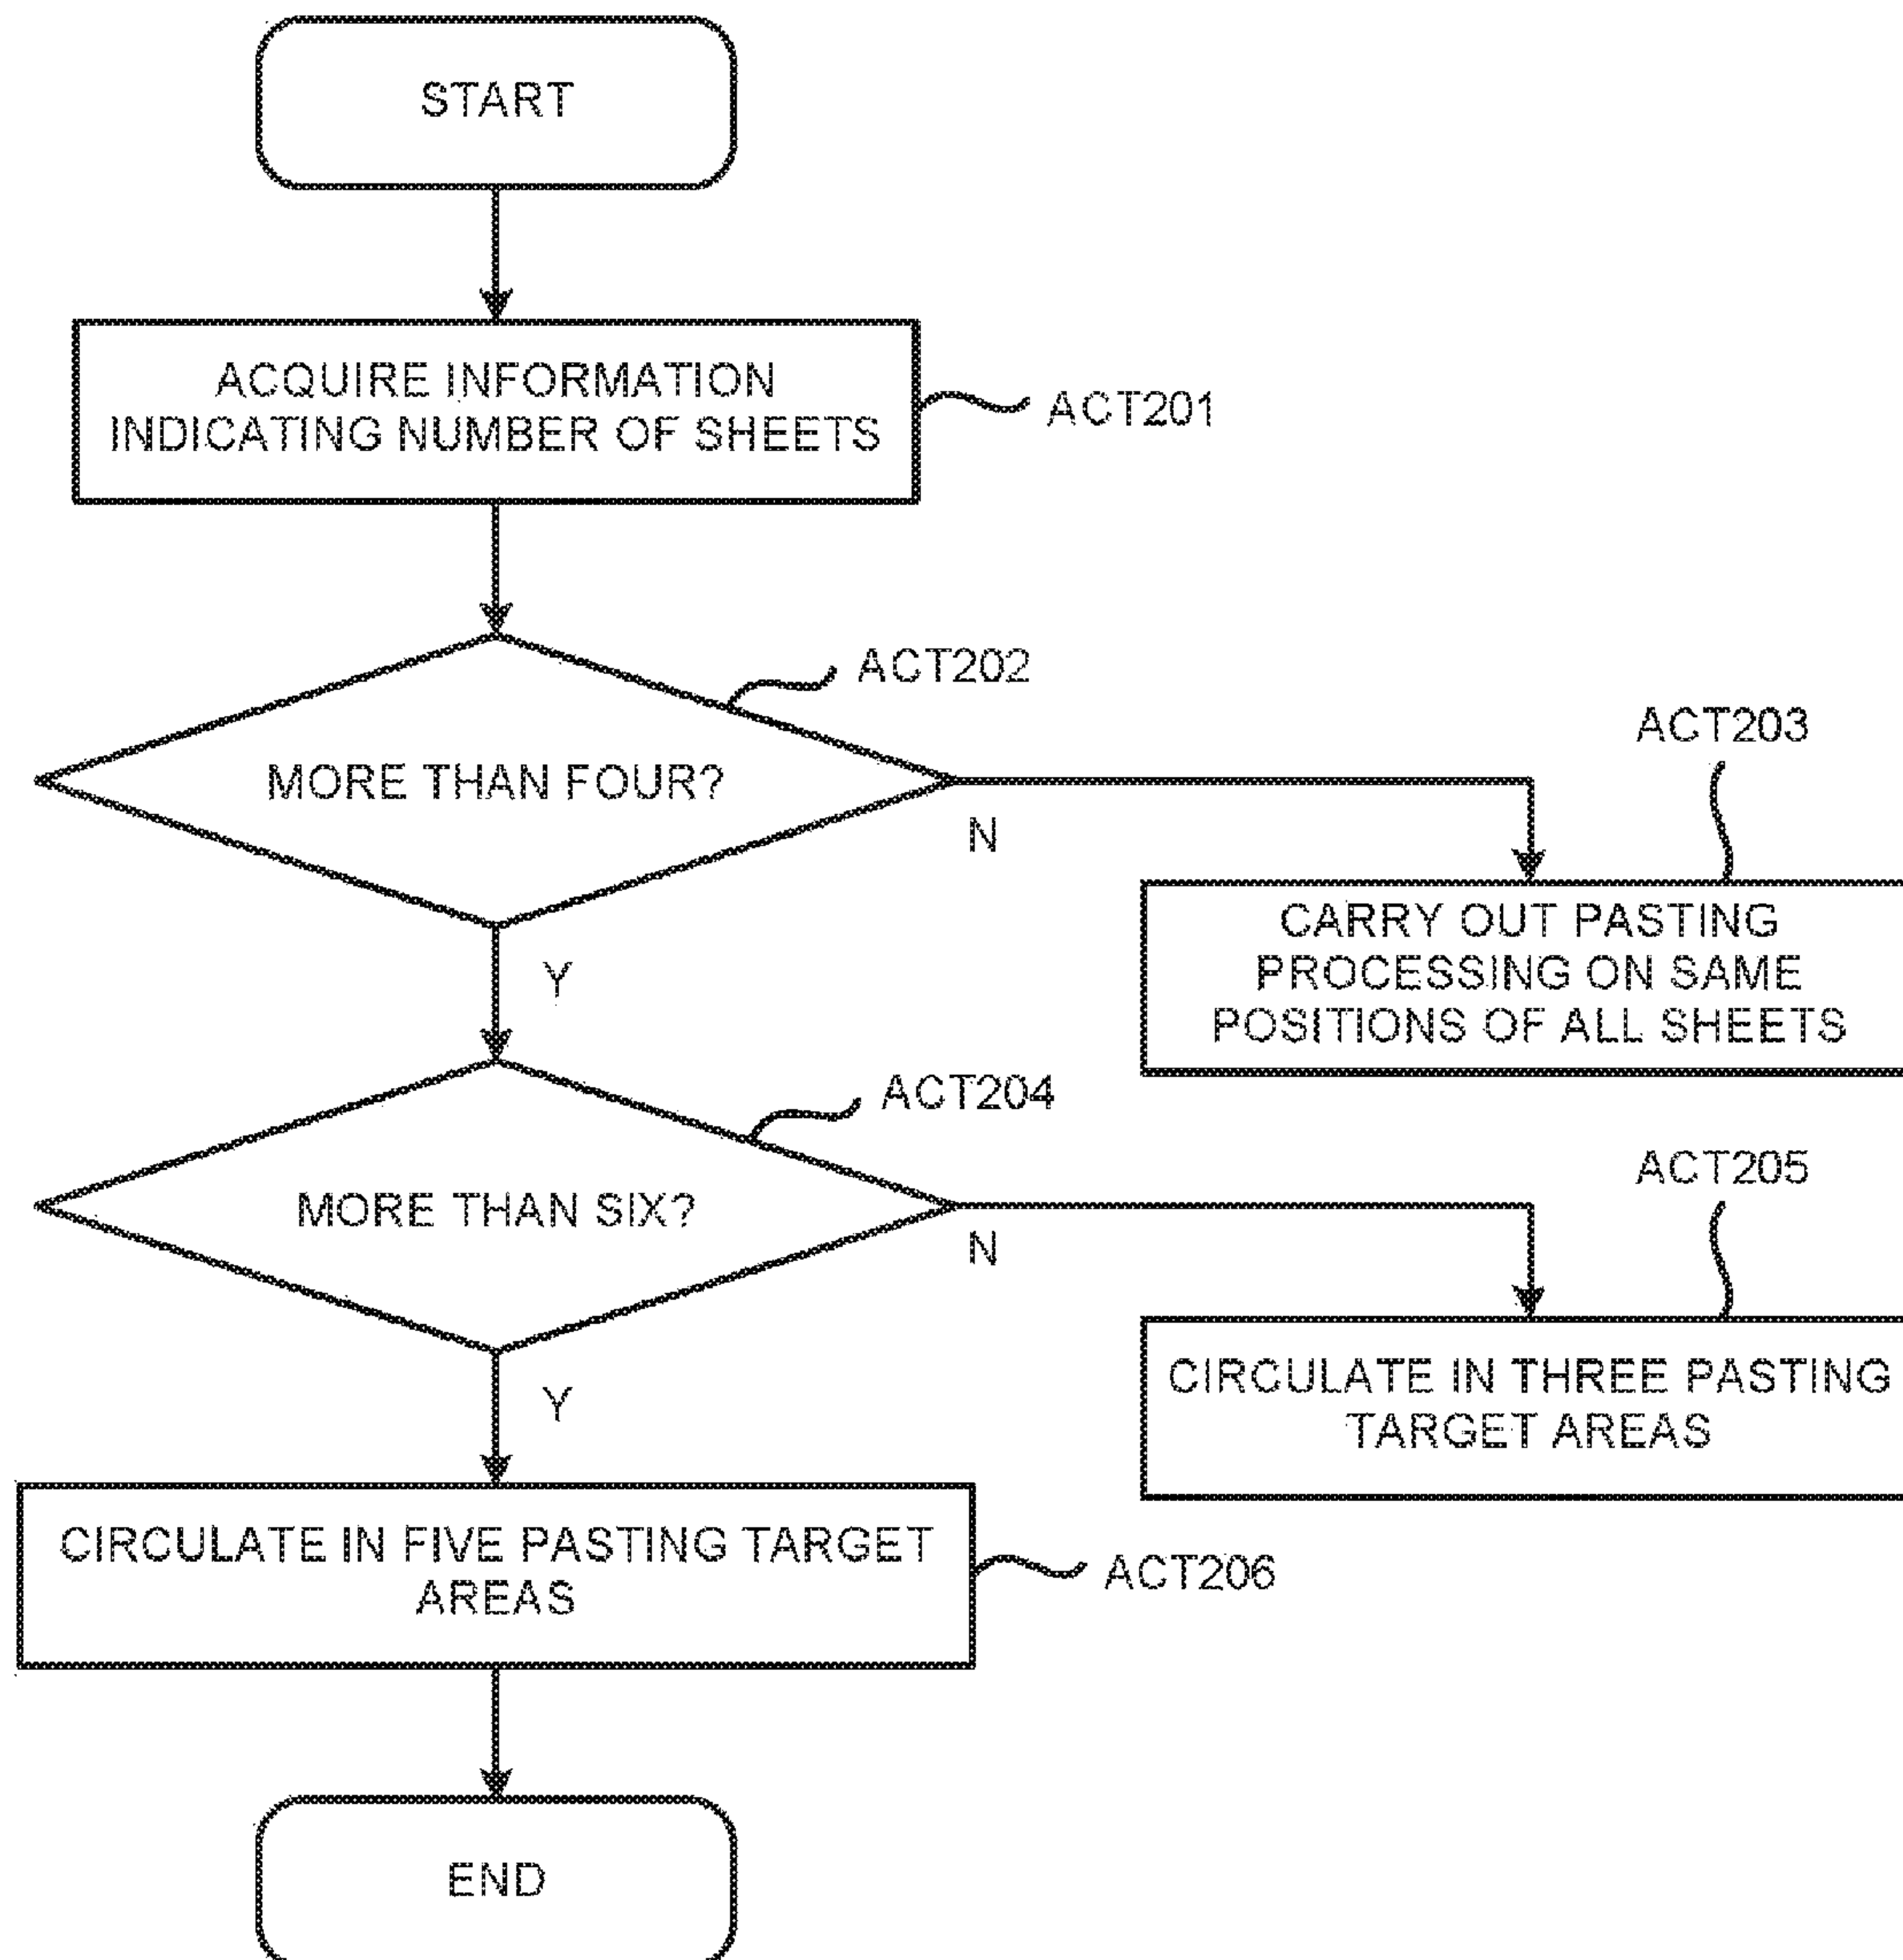 START
ACQUIRE INFORMATION
INDICATING NUMBER OF SHEETS
ACT201
ACT202
MORE THAN FOUR?
N
Y
ACT203
CARRY OUT PASTING
PROCESSING ON SAME
POSITIONS OF ALL SHEETS
ACT204
MORE THAN SIX?
N
Y
ACT205
CIRCULATE IN THREE PASTING
TARGET AREAS
CIRCULATE IN FIVE PASTING TARGET
AREAS
ACT206
END